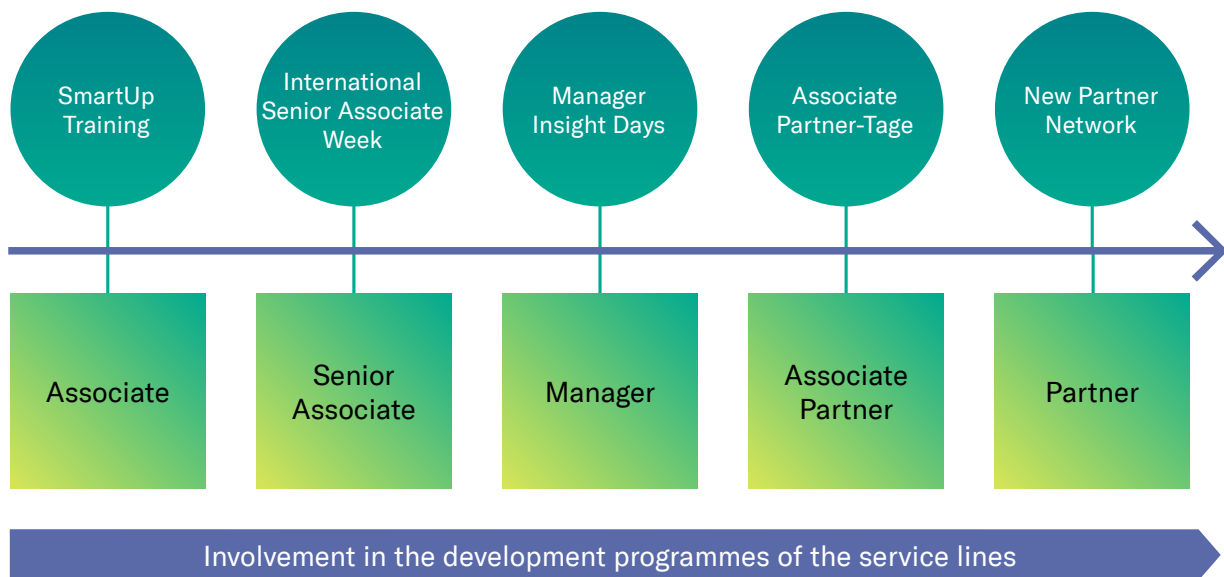 SmartUp
Training
International
Senior Associate
Week
Manager
Insight Days
Associate
Partner-Tage
New Partner
Network
Associate
Senior
Associate
Manager
Associate
Partner
Partner
Involvement in the development programmes of the service lines